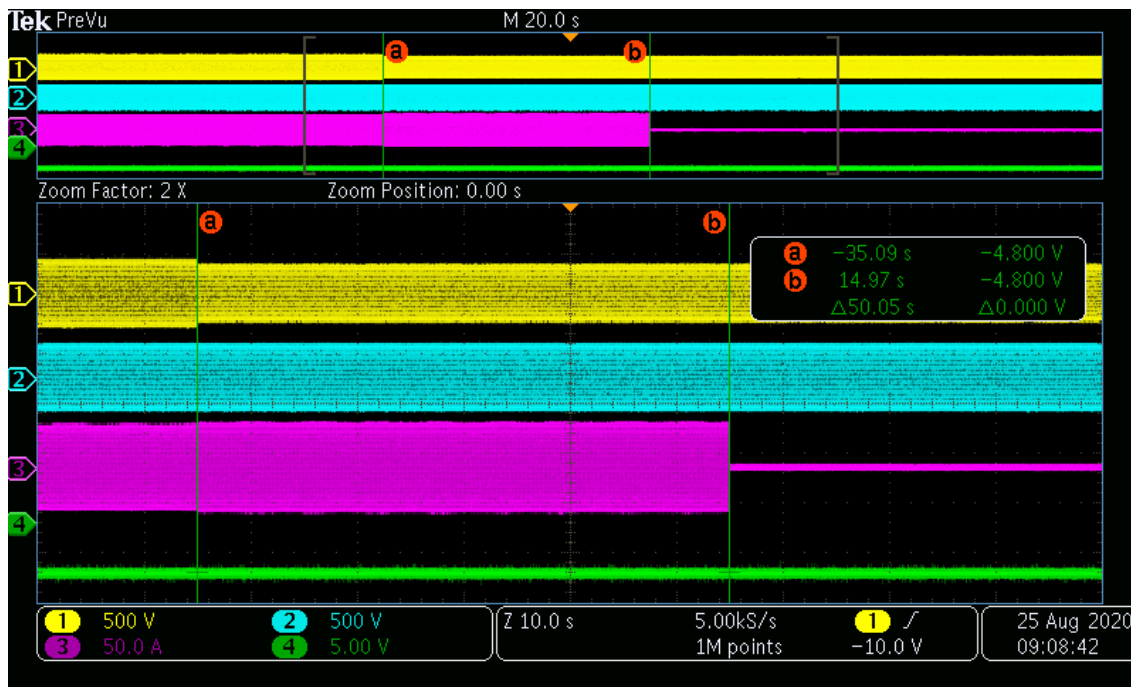 Tek PreVu M 20.0 s
a b
1
2
3
4
Zoom Factor: 2 X Zoom Position: 0.00 s
a b
a −35.09 s −4.800 V
b 14.97 s −4.800 V
Δ50.05 s Δ0.000 V
1
2
3
4
1 500 V 2 500 V Z 10.0 s 5.00kS/s 1 25 Aug 2020
3 50.0 A 4 5.00 V 1M points −10.0 V 09:08:42